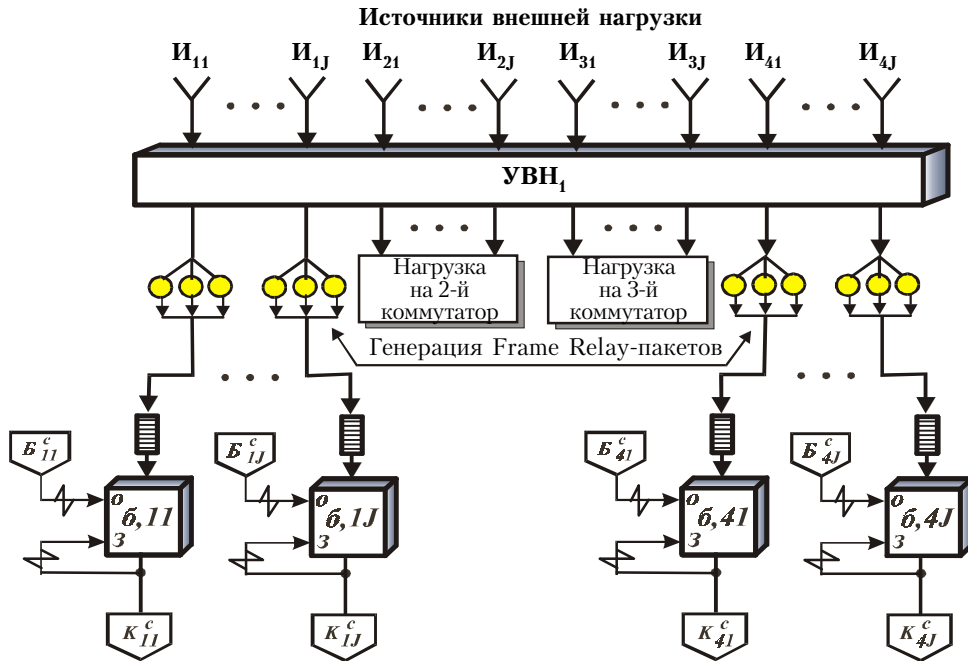 Источники внешней нагрузки
И11 И1J И21 И2J И31 И3J И41 И4J
УВН1
Нагрузка
на 2-й
коммутатор
Нагрузка
на 3-й
коммутатор
Генерация Frame Relay-пакетов
Б11с Б1Jс Б41с Б4Jс
О О О О
б,11 б,1J б,41 б,4J
З З З З
К11с К1Jс К41с К4Jс